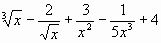 ∛x − 2/√x + 3/x² − 1/(5x³) + 4